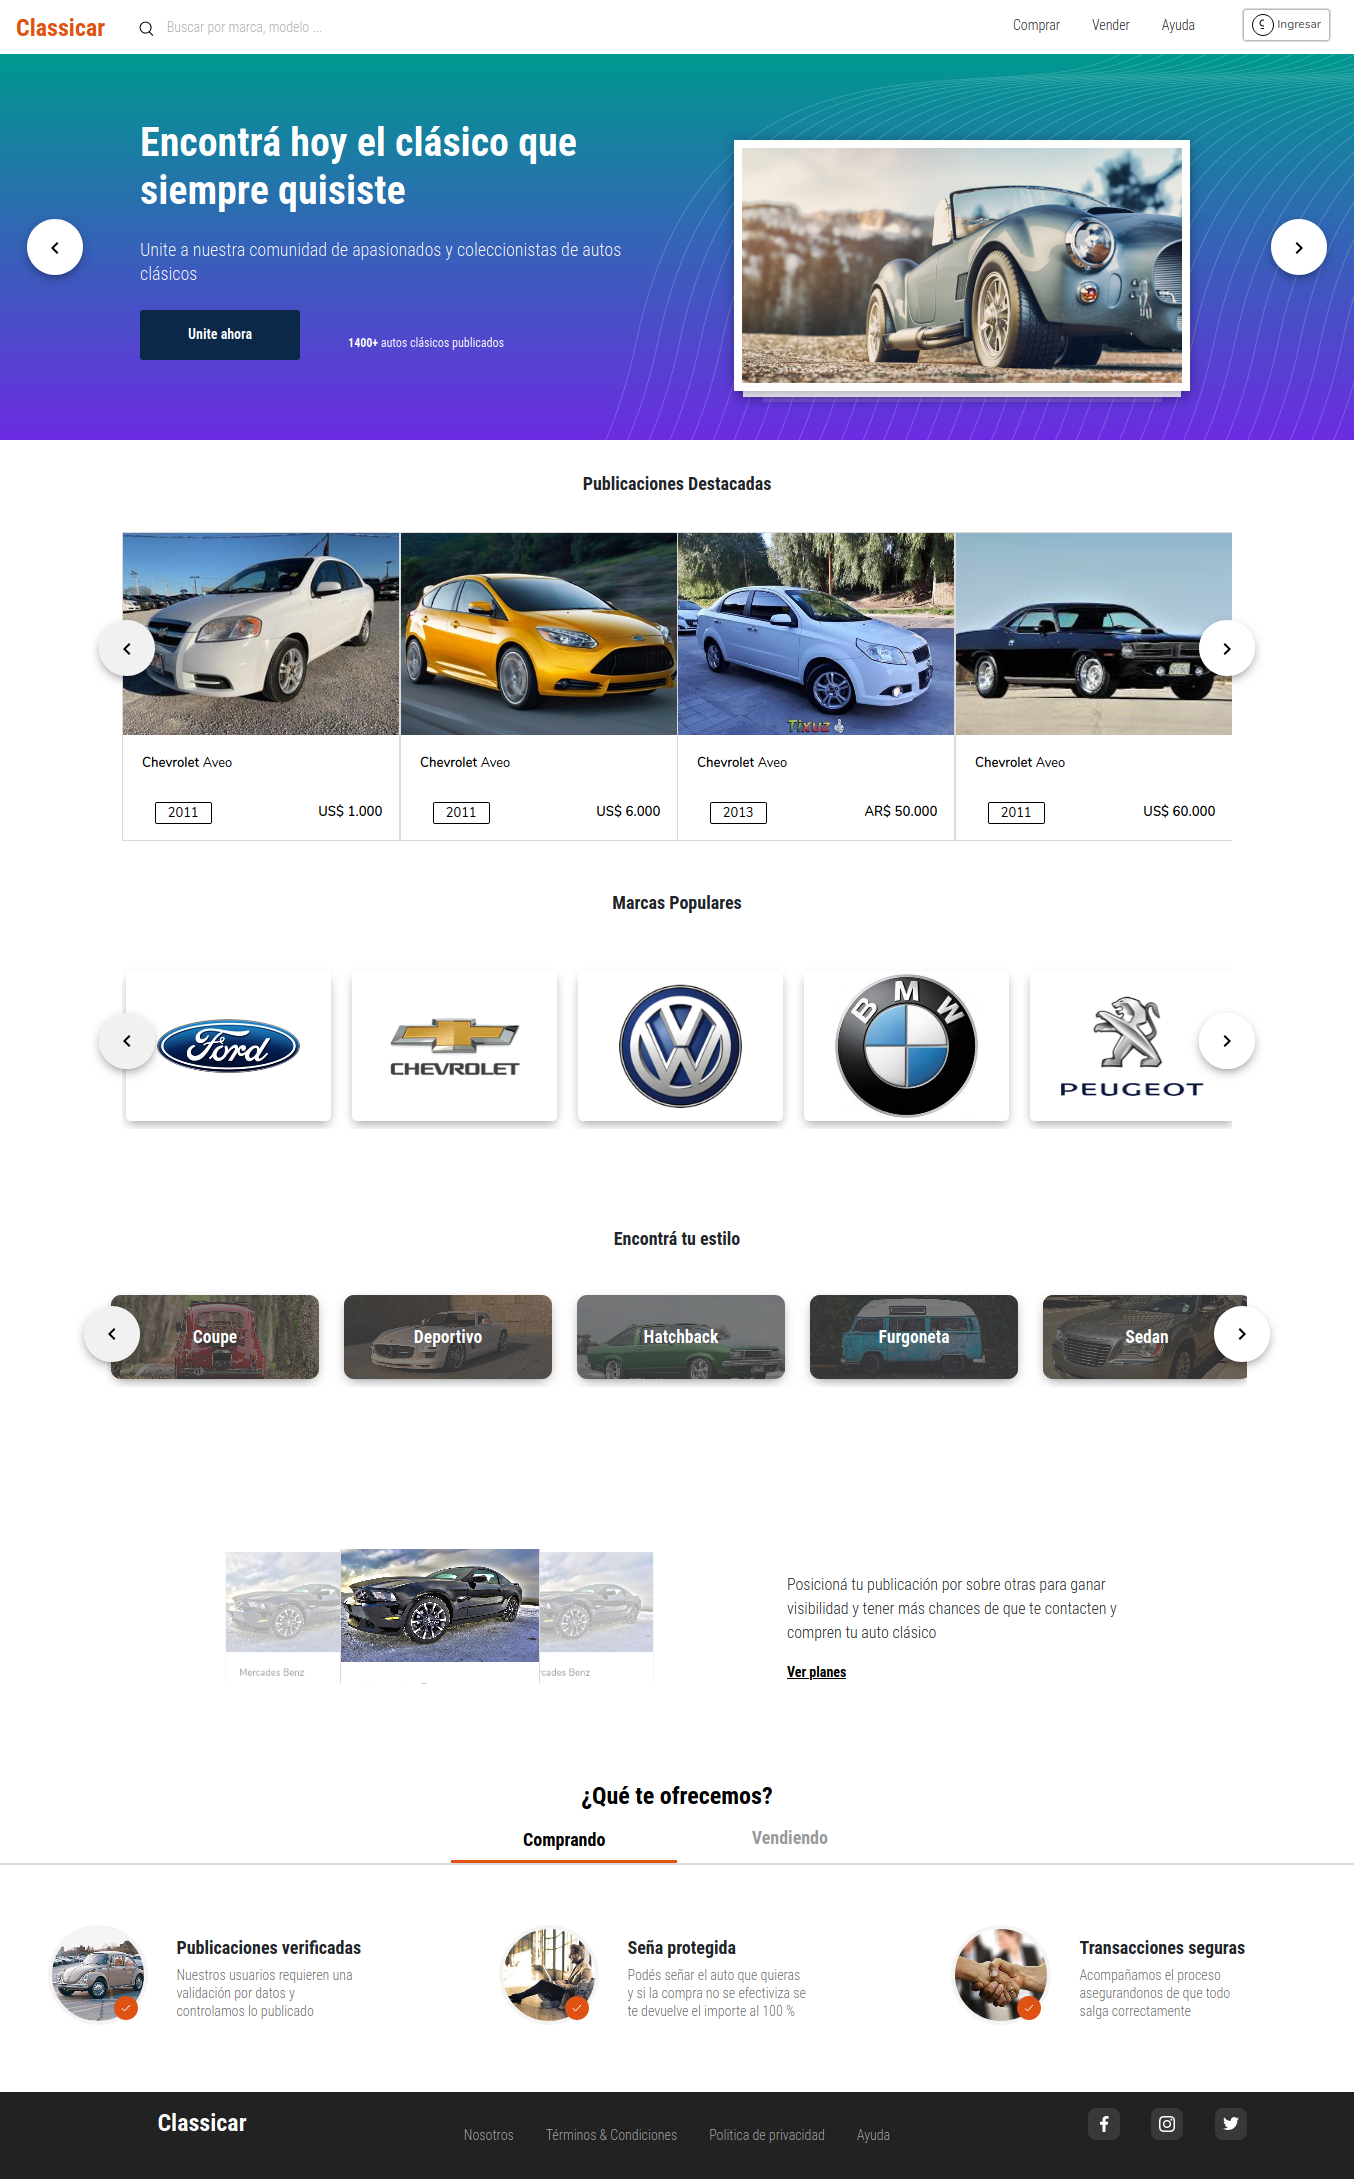 Classicar
Buscar por marca, modelo ...
Comprar
Vender
Ayuda
Ingresar
Encontrá hoy el clásico que
siempre quisiste
Unite a nuestra comunidad de apasionados y coleccionistas de autos
clásicos
Unite ahora
1400+ autos clásicos publicados
Publicaciones Destacadas
Tixuz
Chevrolet Aveo
2011
US$ 1.000
Chevrolet Aveo
2011
US$ 6.000
Chevrolet Aveo
2013
AR$ 50.000
Chevrolet Aveo
2011
US$ 60.000
Marcas Populares
Ford
CHEVROLET
VW
BMW
PEUGEOT
Encontrá tu estilo
Coupe
Deportivo
Hatchback
Furgoneta
Sedan
Mercedes Benz
rcades Benz
Posicioná tu publicación por sobre otras para ganar
visibilidad y tener más chances de que te contacten y
compren tu auto clásico
Ver planes
¿Qué te ofrecemos?
Comprando
Vendiendo
Publicaciones verificadas
Nuestros usuarios requieren una
validación por datos y
controlamos lo publicado
Seña protegida
Podés señar el auto que quieras
y si la compra no se efectiviza se
te devuelve el importe al 100 %
Transacciones seguras
Acompañamos el proceso
asegurandonos de que todo
salga correctamente
Classicar
Nosotros
Términos & Condiciones
Politica de privacidad
Ayuda